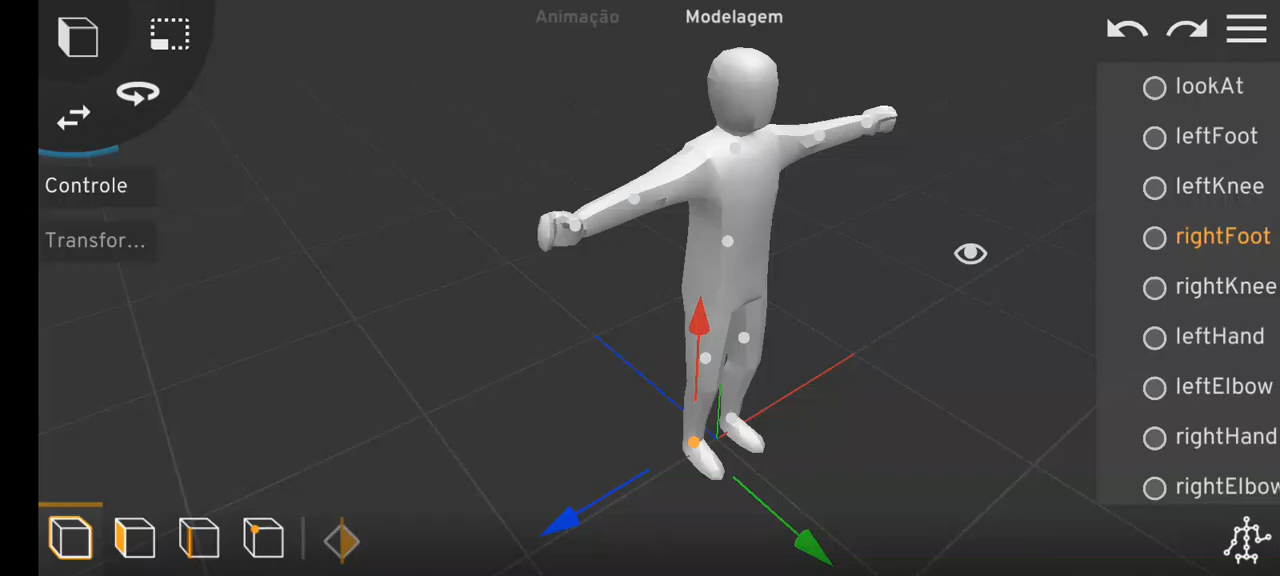 Animação
Modelagem
Controle
Transfor...
lookAt
leftFoot
leftKnee
rightFoot
rightKnee
leftHand
leftElbow
rightHand
rightElbow